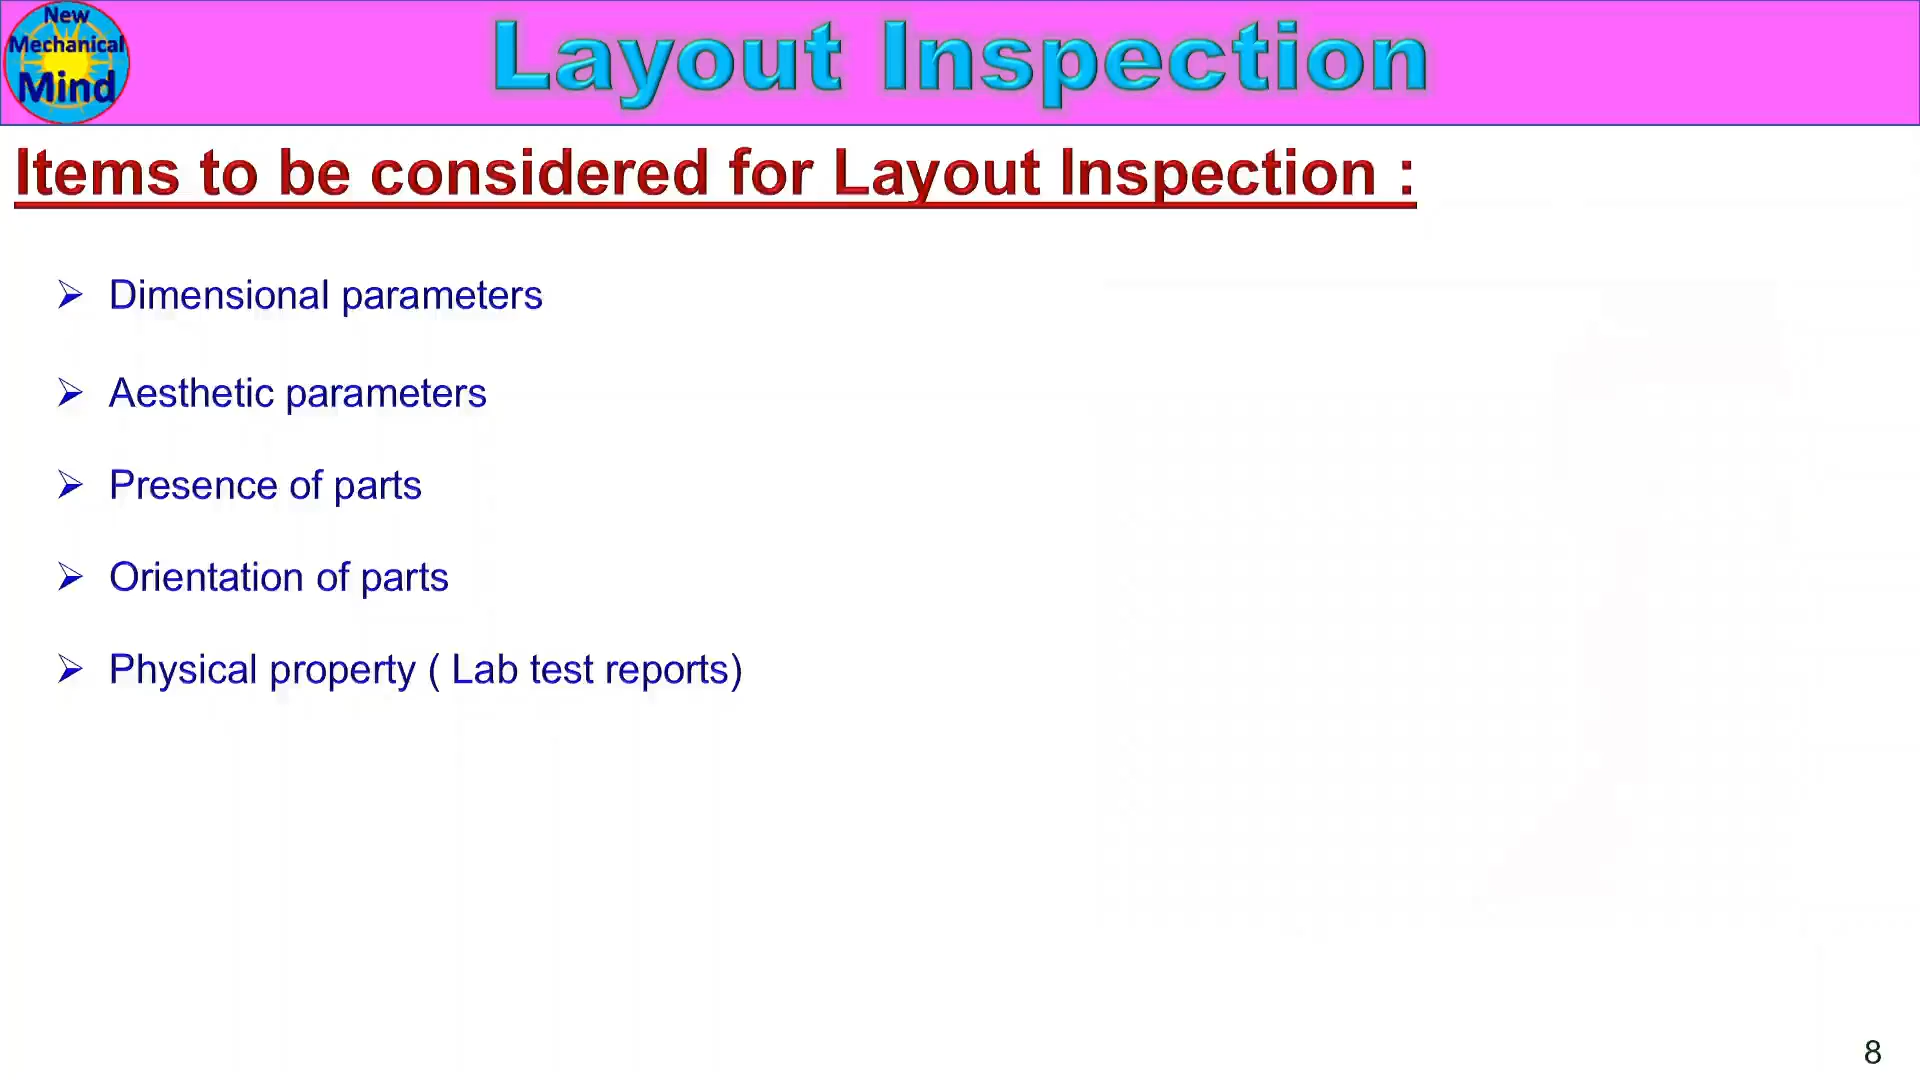 New
Mechanical
Mind
Layout Inspection
Items to be considered for Layout Inspection :
➢ Dimensional parameters
➢ Aesthetic parameters
➢ Presence of parts
➢ Orientation of parts
➢ Physical property ( Lab test reports)
8